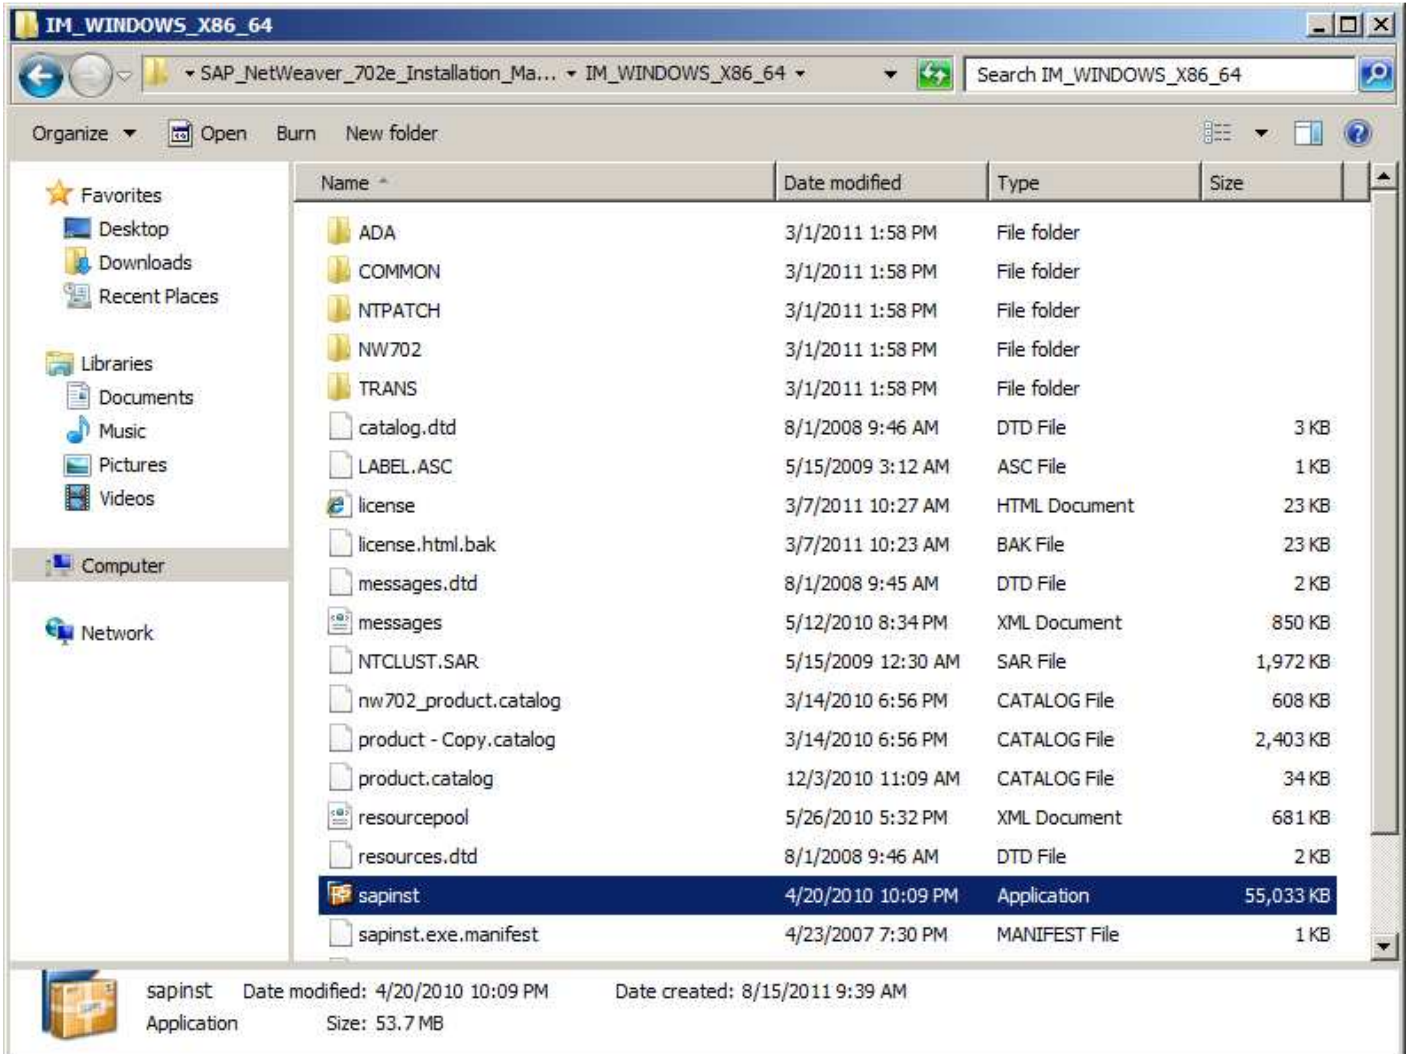 IM_WINDOWS_X86_64
SAP_NetWeaver_702e_Installation_Ma... IM_WINDOWS_X86_64 Search IM_WINDOWS_X86_64
Organize Open Burn New folder
Name Date modified Type Size
Favorites
Desktop
Downloads
Recent Places
Libraries
Documents
Music
Pictures
Videos
Computer
Network
ADA 3/1/2011 1:58 PM File folder
COMMON 3/1/2011 1:58 PM File folder
NTPATCH 3/1/2011 1:58 PM File folder
NW702 3/1/2011 1:58 PM File folder
TRANS 3/1/2011 1:58 PM File folder
catalog.dtd 8/1/2008 9:46 AM DTD File 3 KB
LABEL.ASC 5/15/2009 3:12 AM ASC File 1 KB
license 3/7/2011 10:27 AM HTML Document 23 KB
license.html.bak 3/7/2011 10:23 AM BAK File 23 KB
messages.dtd 8/1/2008 9:45 AM DTD File 2 KB
messages 5/12/2010 8:34 PM XML Document 850 KB
NTCLUST.SAR 5/15/2009 12:30 AM SAR File 1,972 KB
nw702_product.catalog 3/14/2010 6:56 PM CATALOG File 608 KB
product - Copy.catalog 3/14/2010 6:56 PM CATALOG File 2,403 KB
product.catalog 12/3/2010 11:09 AM CATALOG File 34 KB
resourcepool 5/26/2010 5:32 PM XML Document 681 KB
resources.dtd 8/1/2008 9:46 AM DTD File 2 KB
sapinst 4/20/2010 10:09 PM Application 55,033 KB
sapinst.exe.manifest 4/23/2007 7:30 PM MANIFEST File 1 KB
sapinst Date modified: 4/20/2010 10:09 PM Date created: 8/15/2011 9:39 AM
Application Size: 53.7 MB